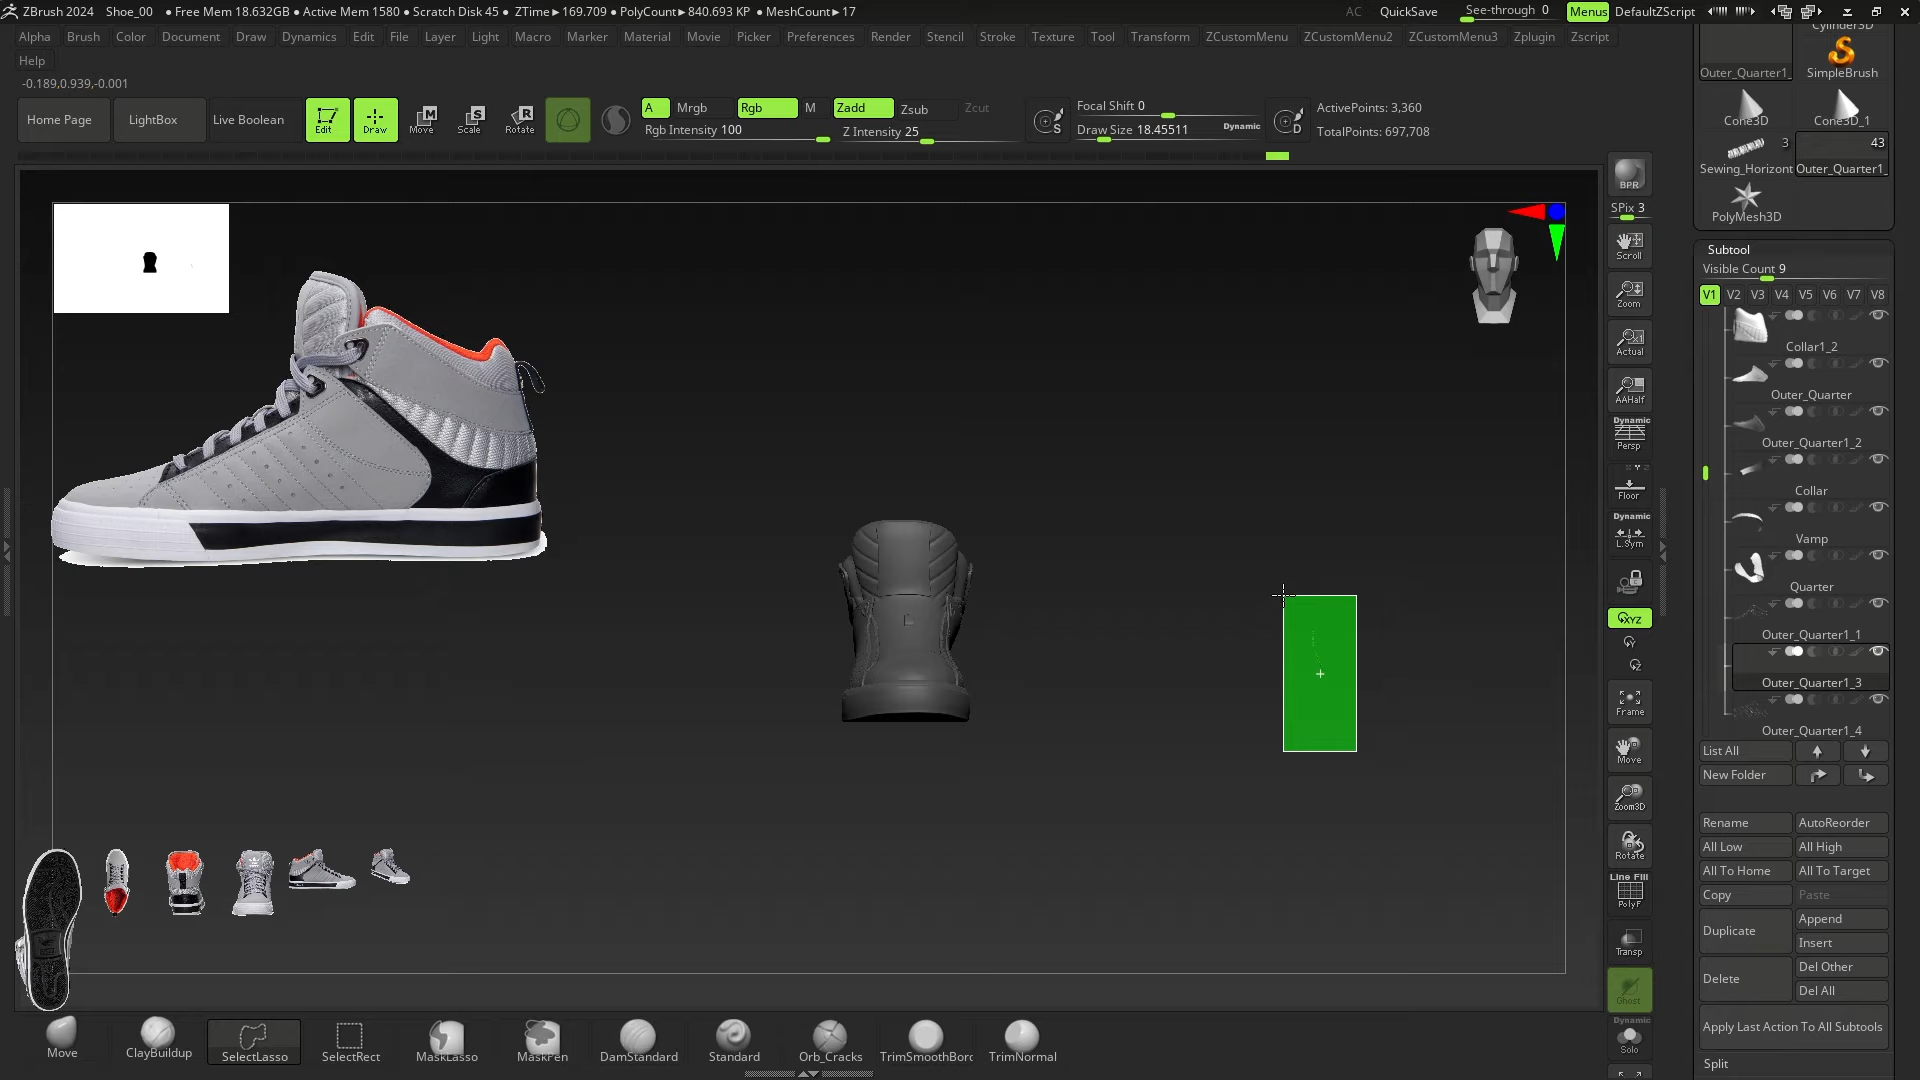 ZBrush 2024 Shoe_00 ● Free Mem 18.632GB ● Active Mem 1580 ● Scratch Disk 45 ● ZTime►169.709 ● PolyCount►840.693 KP ● MeshCount►17 AC QuickSave See-through 0 Menus DefaultZScript
Alpha Brush Color Document Draw Dynamics Edit File Layer Light Macro Marker Material Movie Picker Preferences Render Stencil Stroke Texture Tool Transform ZCustomMenu ZCustomMenu2 ZCustomMenu3 Zplugin Zscript
Help
-0.189,0.939,-0.001
Home Page LightBox Live Boolean Edit Draw Move Scale Rotate
A Mrgb Rgb M Zadd Zsub Zcut
Rgb Intensity 100 Z Intensity 25
Focal Shift 0
Draw Size 18.45511 Dynamic
ActivePoints: 3,360
TotalPoints: 697,708
Cylinder3D
Outer_Quarter1_ SimpleBrush
Cone3D Cone3D_1
3 43
Sewing_Horizont Outer_Quarter1_
PolyMesh3D
BPR
SPix 3
Scroll
Zoom
Actual
AAHalf
Dynamic
Persp
Floor
Dynamic
L.Sym
XYZ
Y
Z
Frame
Move
Zoom3D
Rotate
Line Fill
PolyF
Transp
Ghost
Dynamic
Solo
Subtool
Visible Count 9
V1 V2 V3 V4 V5 V6 V7 V8
Collar1_2
Outer_Quarter
Outer_Quarter1_2
Collar
Vamp
Quarter
Outer_Quarter1_1
Outer_Quarter1_3
Outer_Quarter1_4
List All
New Folder
Rename AutoReorder
All Low All High
All To Home All To Target
Copy Paste
Duplicate Append
Insert
Delete Del Other
Del All
Apply Last Action To All Subtools
Split
Move ClayBuildup SelectLasso SelectRect MaskLasso MaskPen DamStandard Standard Orb_Cracks TrimSmoothBorc TrimNormal